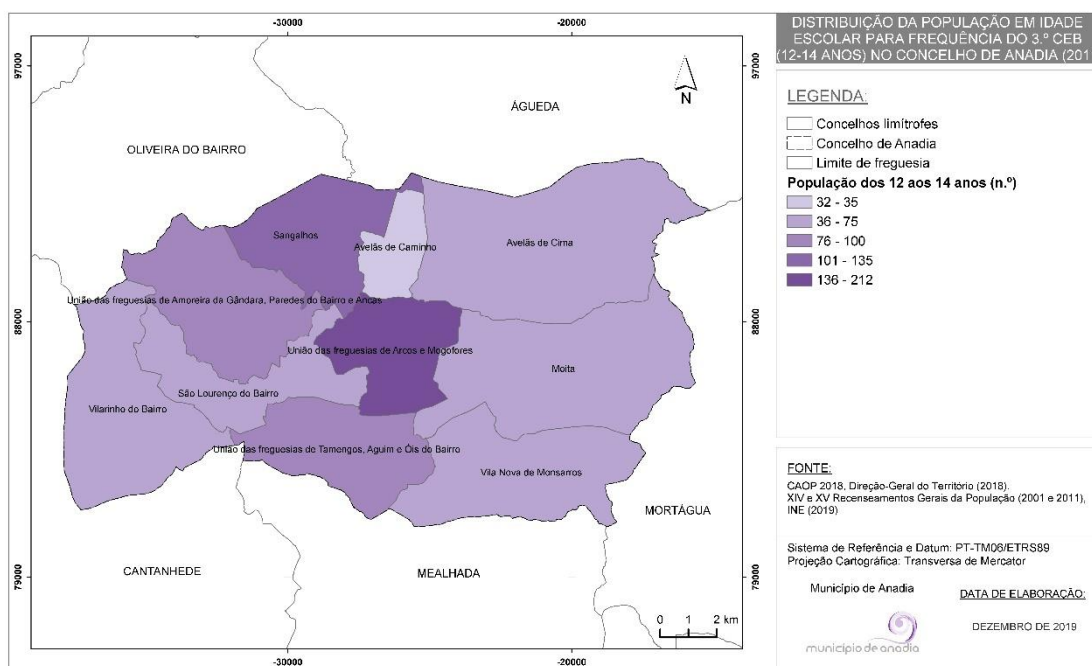 -30000
-20000
97000
97000
ÁGUEDA
OLIVEIRA DO BAIRRO
N
Sangalhos
Avelãs de Caminho
Avelãs de Cima
União das freguesias de Amoreira da Gândara, Paredes do Bairro e Ancas
88000
88000
União das freguesias de Arcos e Mogofores
Moita
São Lourenço do Bairro
Vilarinho do Bairro
União das freguesias de Tamengos, Aguim e Óis do Bairro
Vila Nova de Monsarros
MORTÁGUA
CANTANHEDE
MEALHADA
79000
79000
0 1 2 km
-30000
-20000
DISTRIBUIÇÃO DA POPULAÇÃO EM IDADE
ESCOLAR PARA FREQUÊNCIA DO 3.º CEB
(12-14 ANOS) NO CONCELHO DE ANADIA (201
LEGENDA:
Concelhos limítrofes
Concelho de Anadia
Limite de freguesia
População dos 12 aos 14 anos (n.º)
32 - 35
36 - 75
76 - 100
101 - 135
136 - 212
FONTE:
CAOP 2018, Direção-Geral do Território (2018).
XIV e XV Recenseamentos Gerais da População (2001 e 2011),
INE (2019)
Sistema de Referência e Datum: PT-TM06/ETRS89
Projeção Cartográfica: Transversa de Mercator
Município de Anadia
DATA DE ELABORAÇÃO:
DEZEMBRO DE 2019
município de anadia